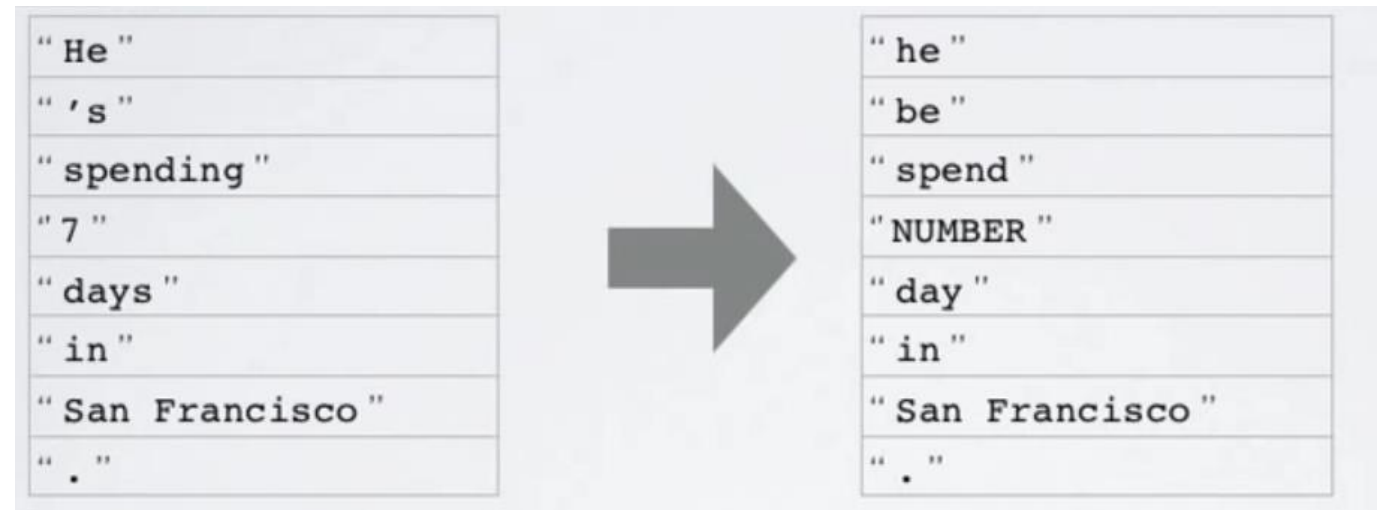 “He”
“'s”
“spending”
“7”
“days”
“in”
“San Francisco”
“.”
“he”
“be”
“spend”
“NUMBER”
“day”
“in”
“San Francisco”
“.”